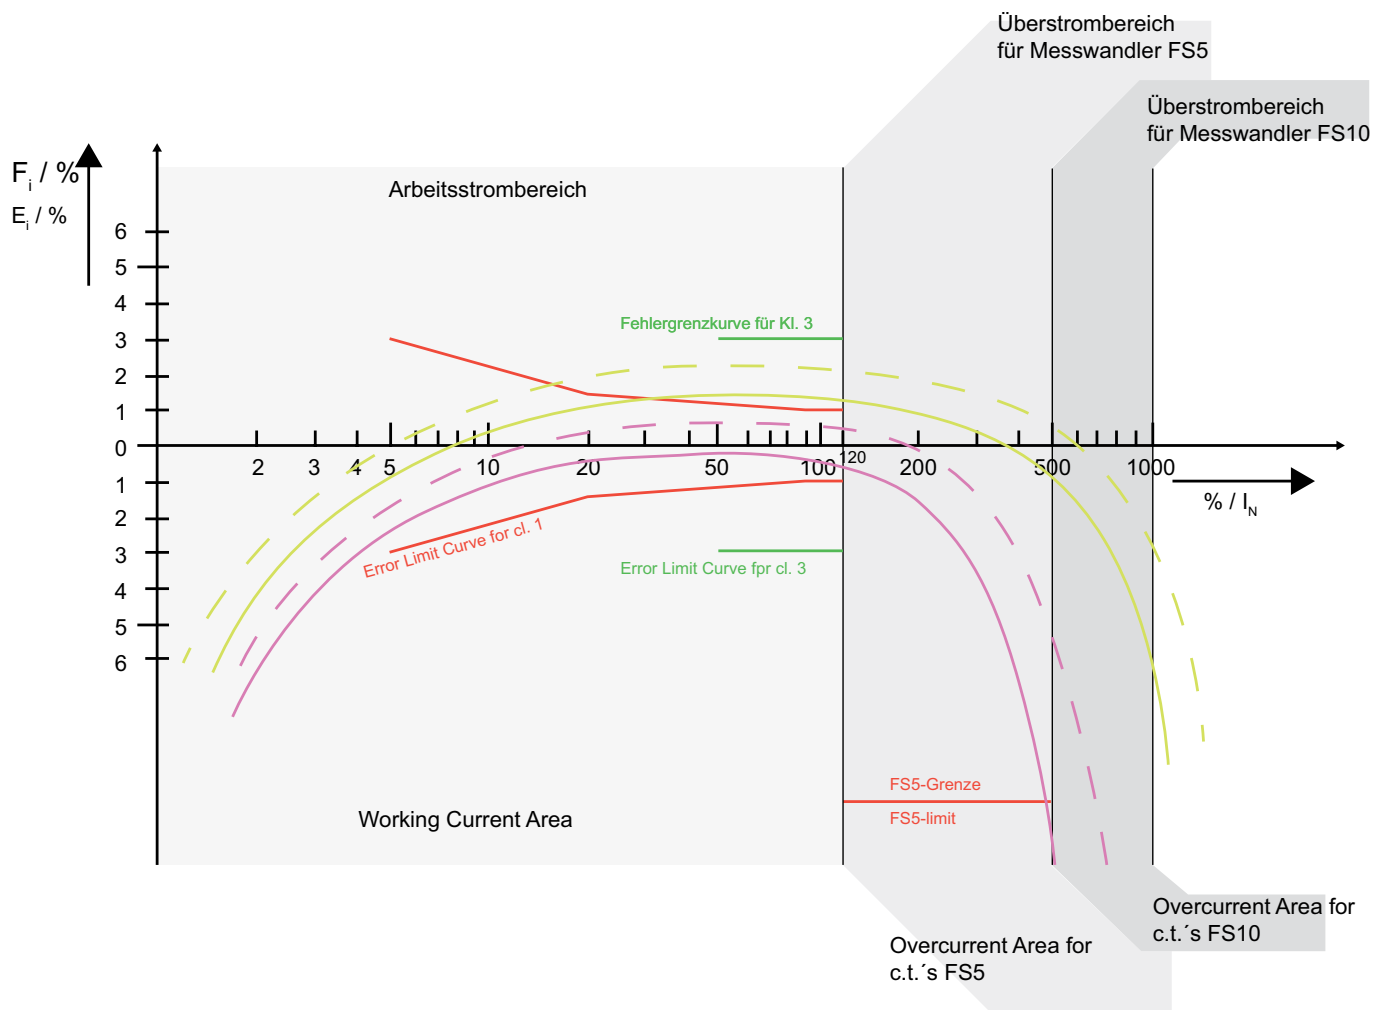 Überstrombereich
für Messwandler FS5
Überstrombereich
für Messwandler FS10
Fi / %
Ei / %
Arbeitsstrombereich
6
5
4
3
2
1
0
1
2
3
4
5
6
Fehlergrenzkurve für Kl. 3
2 3 4 5 10 20 50 100 120 200 500 1000
% / IN
Error Limit Curve for cl. 1
Error Limit Curve fpr cl. 3
FS5-Grenze
FS5-limit
Working Current Area
Overcurrent Area for
c.t.´s FS10
Overcurrent Area for
c.t.´s FS5